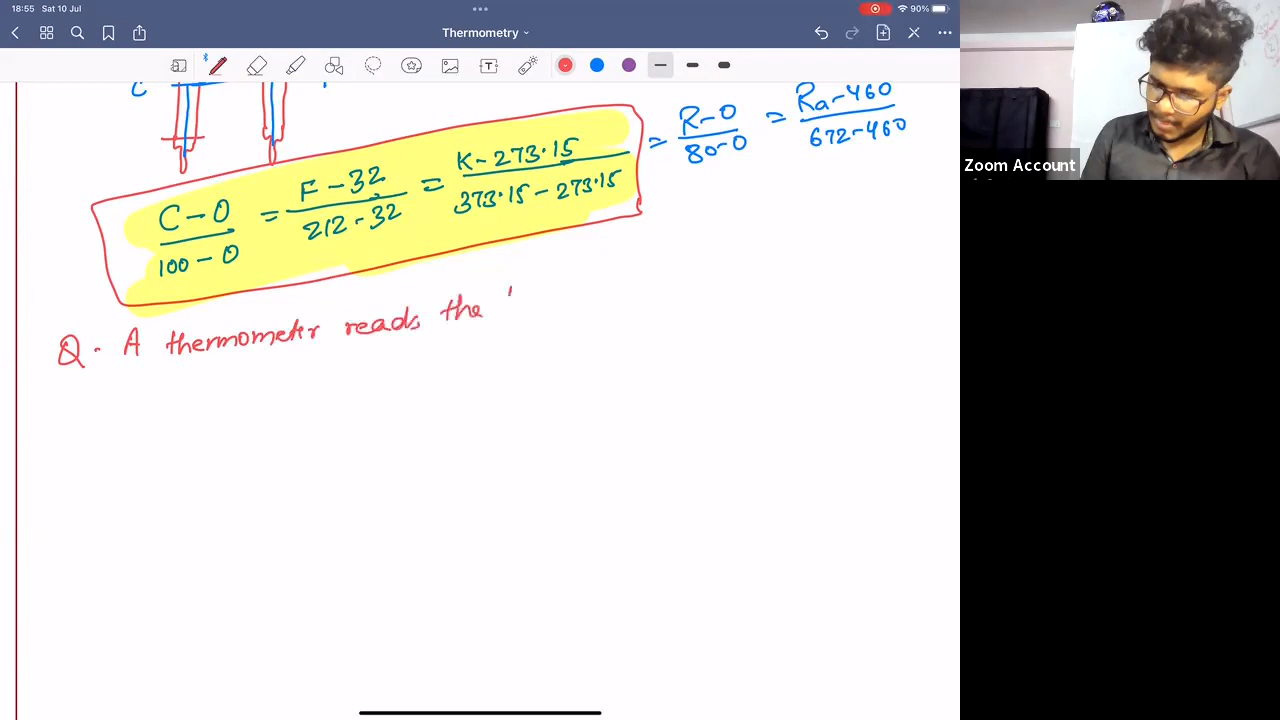 18:55 Sat 10 Jul
90%
Thermometry
C
C-0/100-0 = F-32/212-32 = K-273.15/373.15-273.15 = R-0/80-0 = Ra-460/672-460
Q. A thermometer reads the
Zoom Account